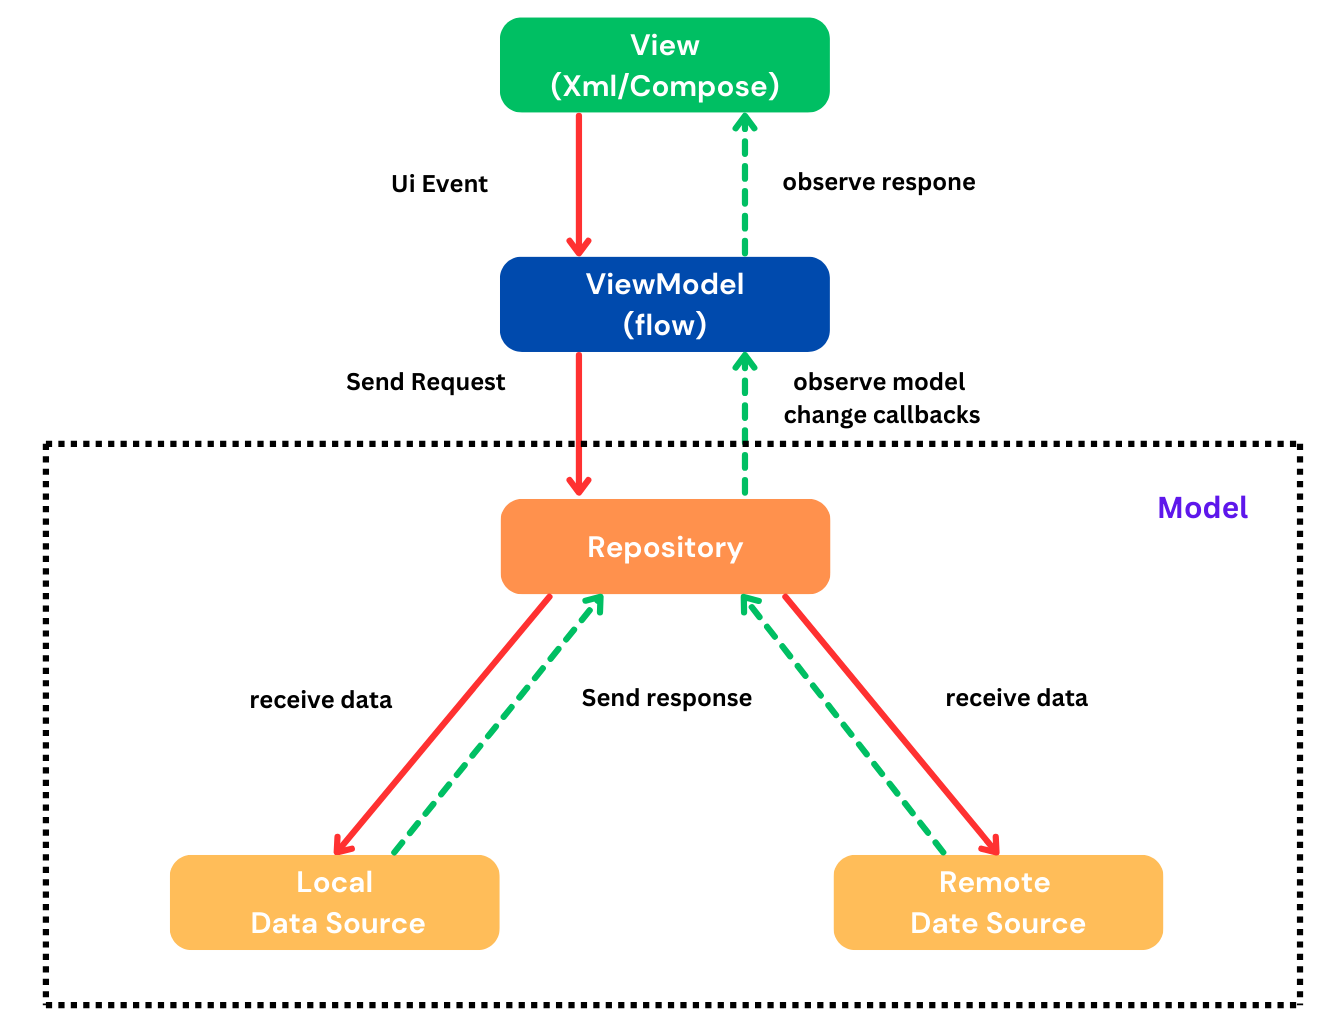 View
(Xml/Compose)
Ui Event
observe respone
ViewModel
(flow)
Send Request
observe model
change callbacks
Model
Repository
receive data
Send response
receive data
Local
Data Source
Remote
Date Source